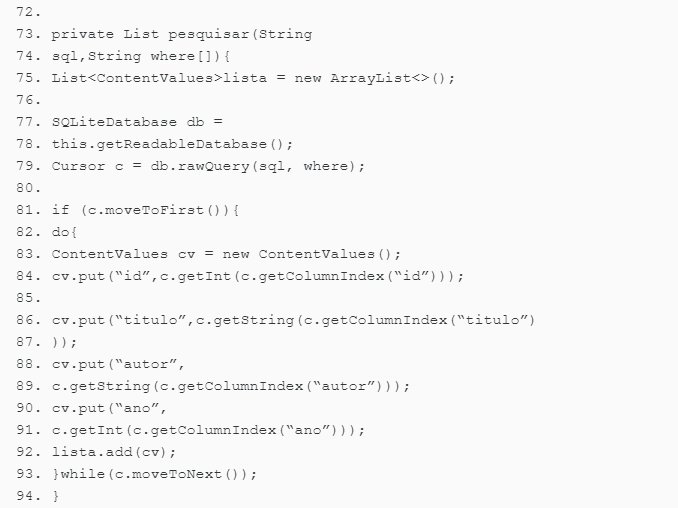 72.
73. private List pesquisar(String
74. sql,String where[]){
75. List<ContentValues>lista = new ArrayList<>();
76.
77. SQLiteDatabase db =
78. this.getReadableDatabase();
79. Cursor c = db.rawQuery(sql, where);
80.
81. if (c.moveToFirst()){
82. do{
83. ContentValues cv = new ContentValues();
84. cv.put(“id”,c.getInt(c.getColumnIndex(“id”)));
85.
86. cv.put(“titulo”,c.getString(c.getColumnIndex(“titulo”)
87. ));
88. cv.put(“autor”,
89. c.getString(c.getColumnIndex(“autor”)));
90. cv.put(“ano”,
91. c.getInt(c.getColumnIndex(“ano”)));
92. lista.add(cv);
93. }while(c.moveToNext());
94. }